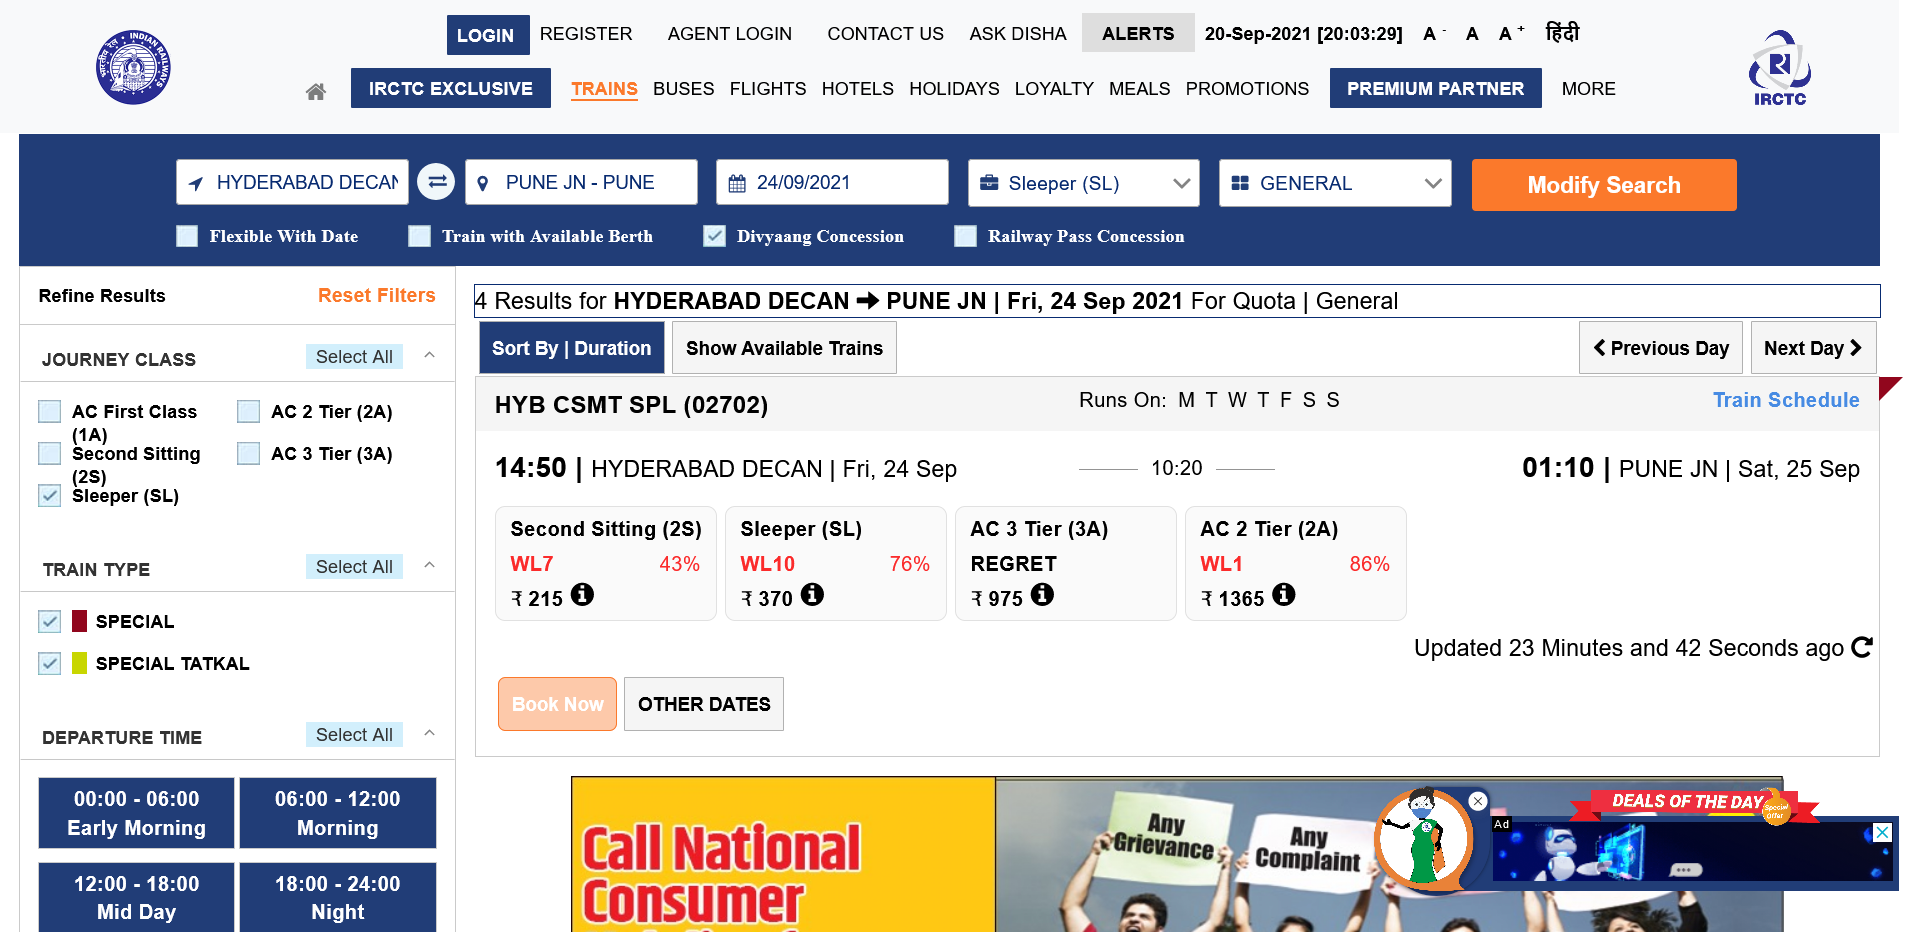 LOGIN REGISTER AGENT LOGIN CONTACT US ASK DISHA ALERTS 20-Sep-2021 [20:03:29] A - A A + हिंदी
भारतीय रेल INDIAN RAILWAYS
IRCTC EXCLUSIVE TRAINS BUSES FLIGHTS HOTELS HOLIDAYS LOYALTY MEALS PROMOTIONS PREMIUM PARTNER MORE
IRCTC
HYDERABAD DECAN PUNE JN - PUNE 24/09/2021 Sleeper (SL) GENERAL Modify Search
Flexible With Date Train with Available Berth Divyaang Concession Railway Pass Concession
Refine Results Reset Filters
JOURNEY CLASS Select All
AC First Class (1A)
AC 2 Tier (2A)
Second Sitting (2S)
AC 3 Tier (3A)
Sleeper (SL)
TRAIN TYPE Select All
SPECIAL
SPECIAL TATKAL
DEPARTURE TIME Select All
00:00 - 06:00
Early Morning
06:00 - 12:00
Morning
12:00 - 18:00
Mid Day
18:00 - 24:00
Night
4 Results for HYDERABAD DECAN → PUNE JN | Fri, 24 Sep 2021 For Quota | General
Sort By | Duration Show Available Trains Previous Day Next Day
HYB CSMT SPL (02702) Runs On: M T W T F S S Train Schedule
14:50 | HYDERABAD DECAN | Fri, 24 Sep 10:20 01:10 | PUNE JN | Sat, 25 Sep
Second Sitting (2S)
WL7 43%
₹ 215
Sleeper (SL)
WL10 76%
₹ 370
AC 3 Tier (3A)
REGRET
₹ 975
AC 2 Tier (2A)
WL1 86%
₹ 1365
Updated 23 Minutes and 42 Seconds ago
Book Now OTHER DATES
Call National
Consumer
Any
Grievance
Any
Complaint
DEALS OF THE DAY
Special
Offer
Ad